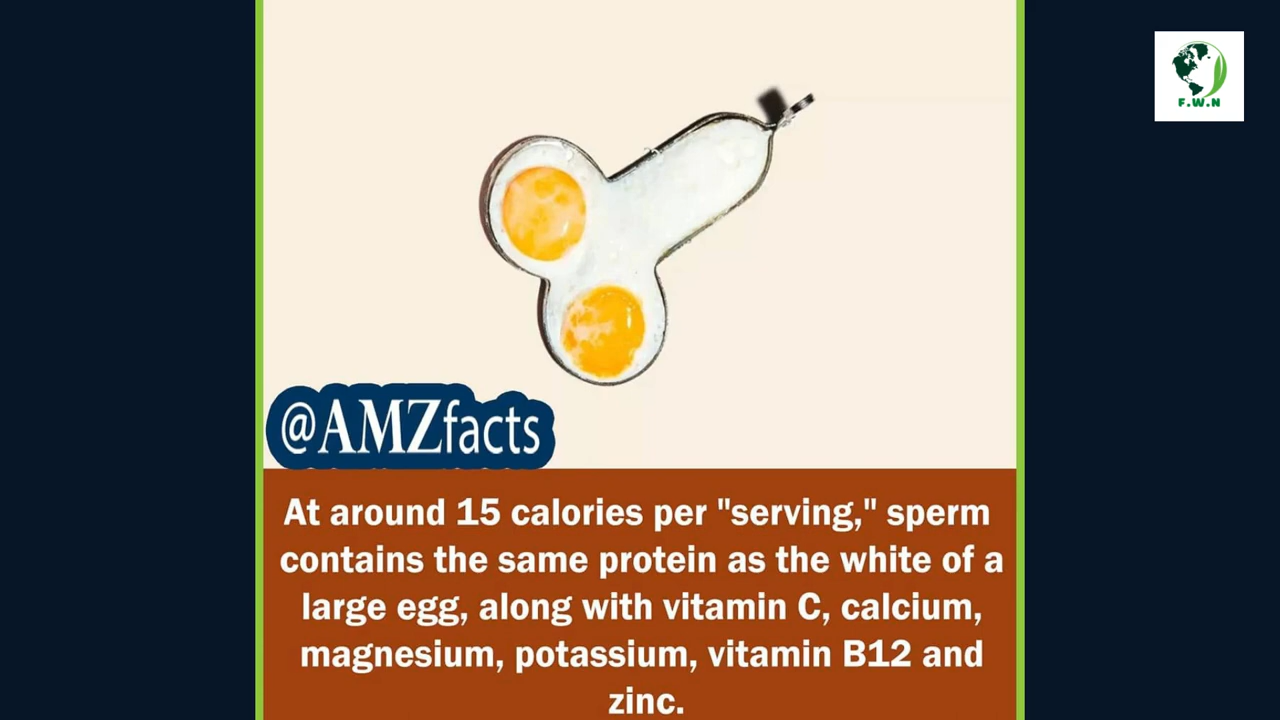 F.W.N
@AMZfacts
At around 15 calories per "serving," sperm
contains the same protein as the white of a
large egg, along with vitamin C, calcium,
magnesium, potassium, vitamin B12 and
zinc.